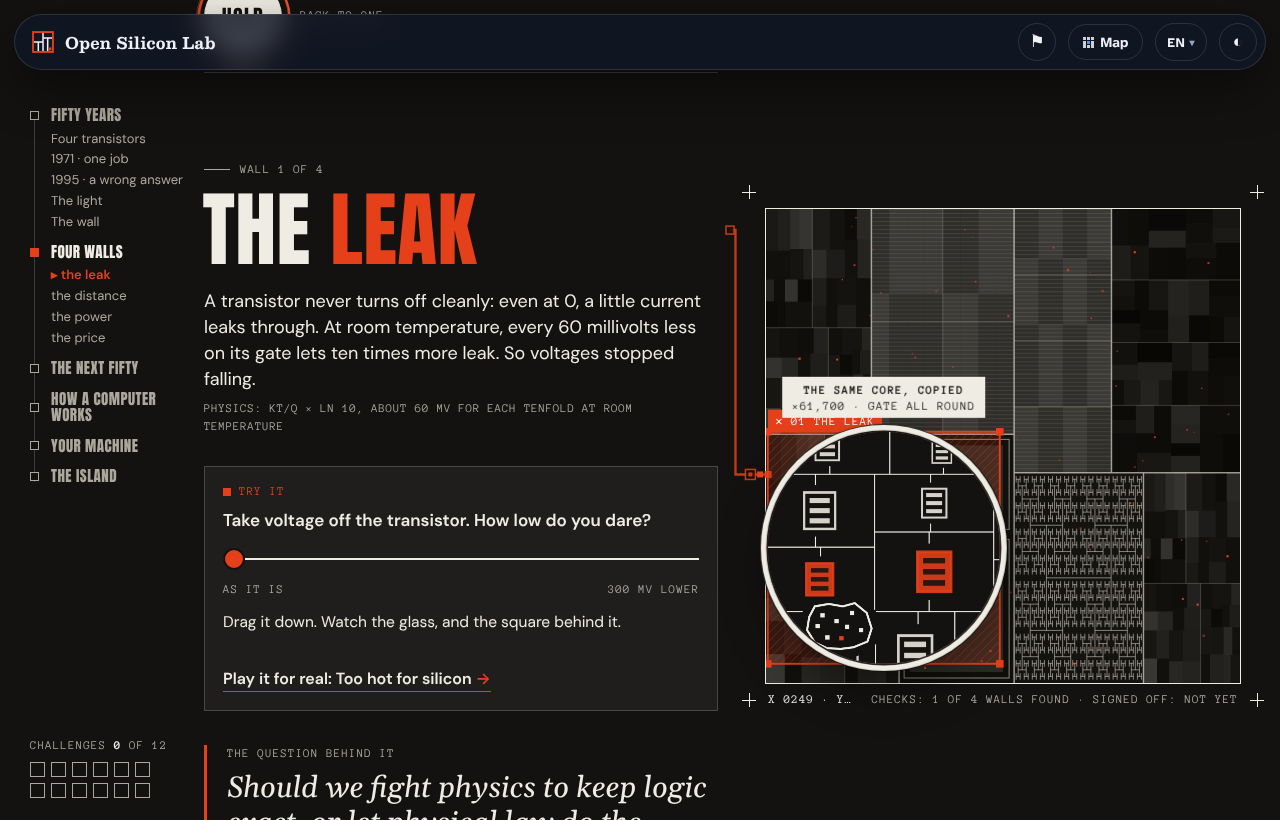 Open Silicon Lab
Map
EN ▾
FIFTY YEARS
Four transistors
1971 · one job
1995 · a wrong answer
The light
The wall
FOUR WALLS
▸ the leak
the distance
the power
the price
THE NEXT FIFTY
HOW A COMPUTER
WORKS
YOUR MACHINE
THE ISLAND
CHALLENGES 0 OF 12
WALL 1 OF 4
THE LEAK
A transistor never turns off cleanly: even at 0, a little current
leaks through. At room temperature, every 60 millivolts less
on its gate lets ten times more leak. So voltages stopped
falling.
PHYSICS: KT/Q × LN 10, ABOUT 60 MV FOR EACH TENFOLD AT ROOM
TEMPERATURE
TRY IT
Take voltage off the transistor. How low do you dare?
AS IT IS
300 MV LOWER
Drag it down. Watch the glass, and the square behind it.
Play it for real: Too hot for silicon →
THE QUESTION BEHIND IT
Should we fight physics to keep logic
THE SAME CORE, COPIED
×61,700 · GATE ALL ROUND
× 01 THE LEAK
X 0249 · Y…
CHECKS: 1 OF 4 WALLS FOUND · SIGNED OFF: NOT YET